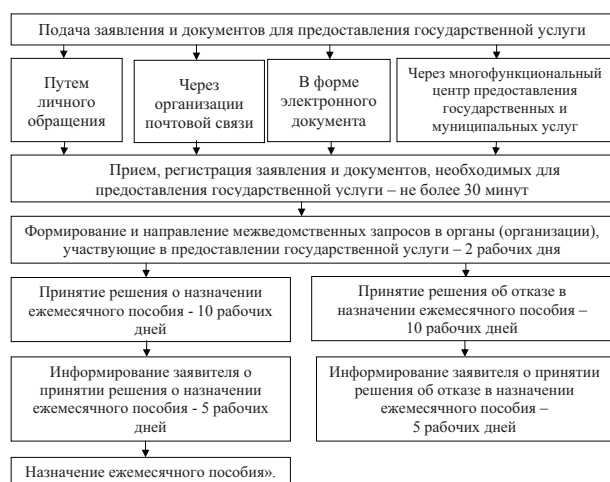 Подача заявления и документов для предоставления государственной услуги
Путем
личного
обращения
Через
организации
почтовой связи
В форме
электронного
документа
Через многофункциональный
центр предоставления
государственных и
муниципальных услуг
Прием, регистрация заявления и документов, необходимых для
предоставления государственной услуги – не более 30 минут
Формирование и направление межведомственных запросов в органы (организации),
участвующие в предоставлении государственной услуги – 2 рабочих дня
Принятие решения о назначении
ежемесячного пособия - 10 рабочих
дней
Принятие решения об отказе в
назначении ежемесячного пособия –
10 рабочих дней
Информирование заявителя о
принятии решения о назначении
ежемесячного пособия - 5 рабочих
дней
Информирование заявителя о принятии
решения об отказе в назначении
ежемесячного пособия –
5 рабочих дней
Назначение ежемесячного пособия».